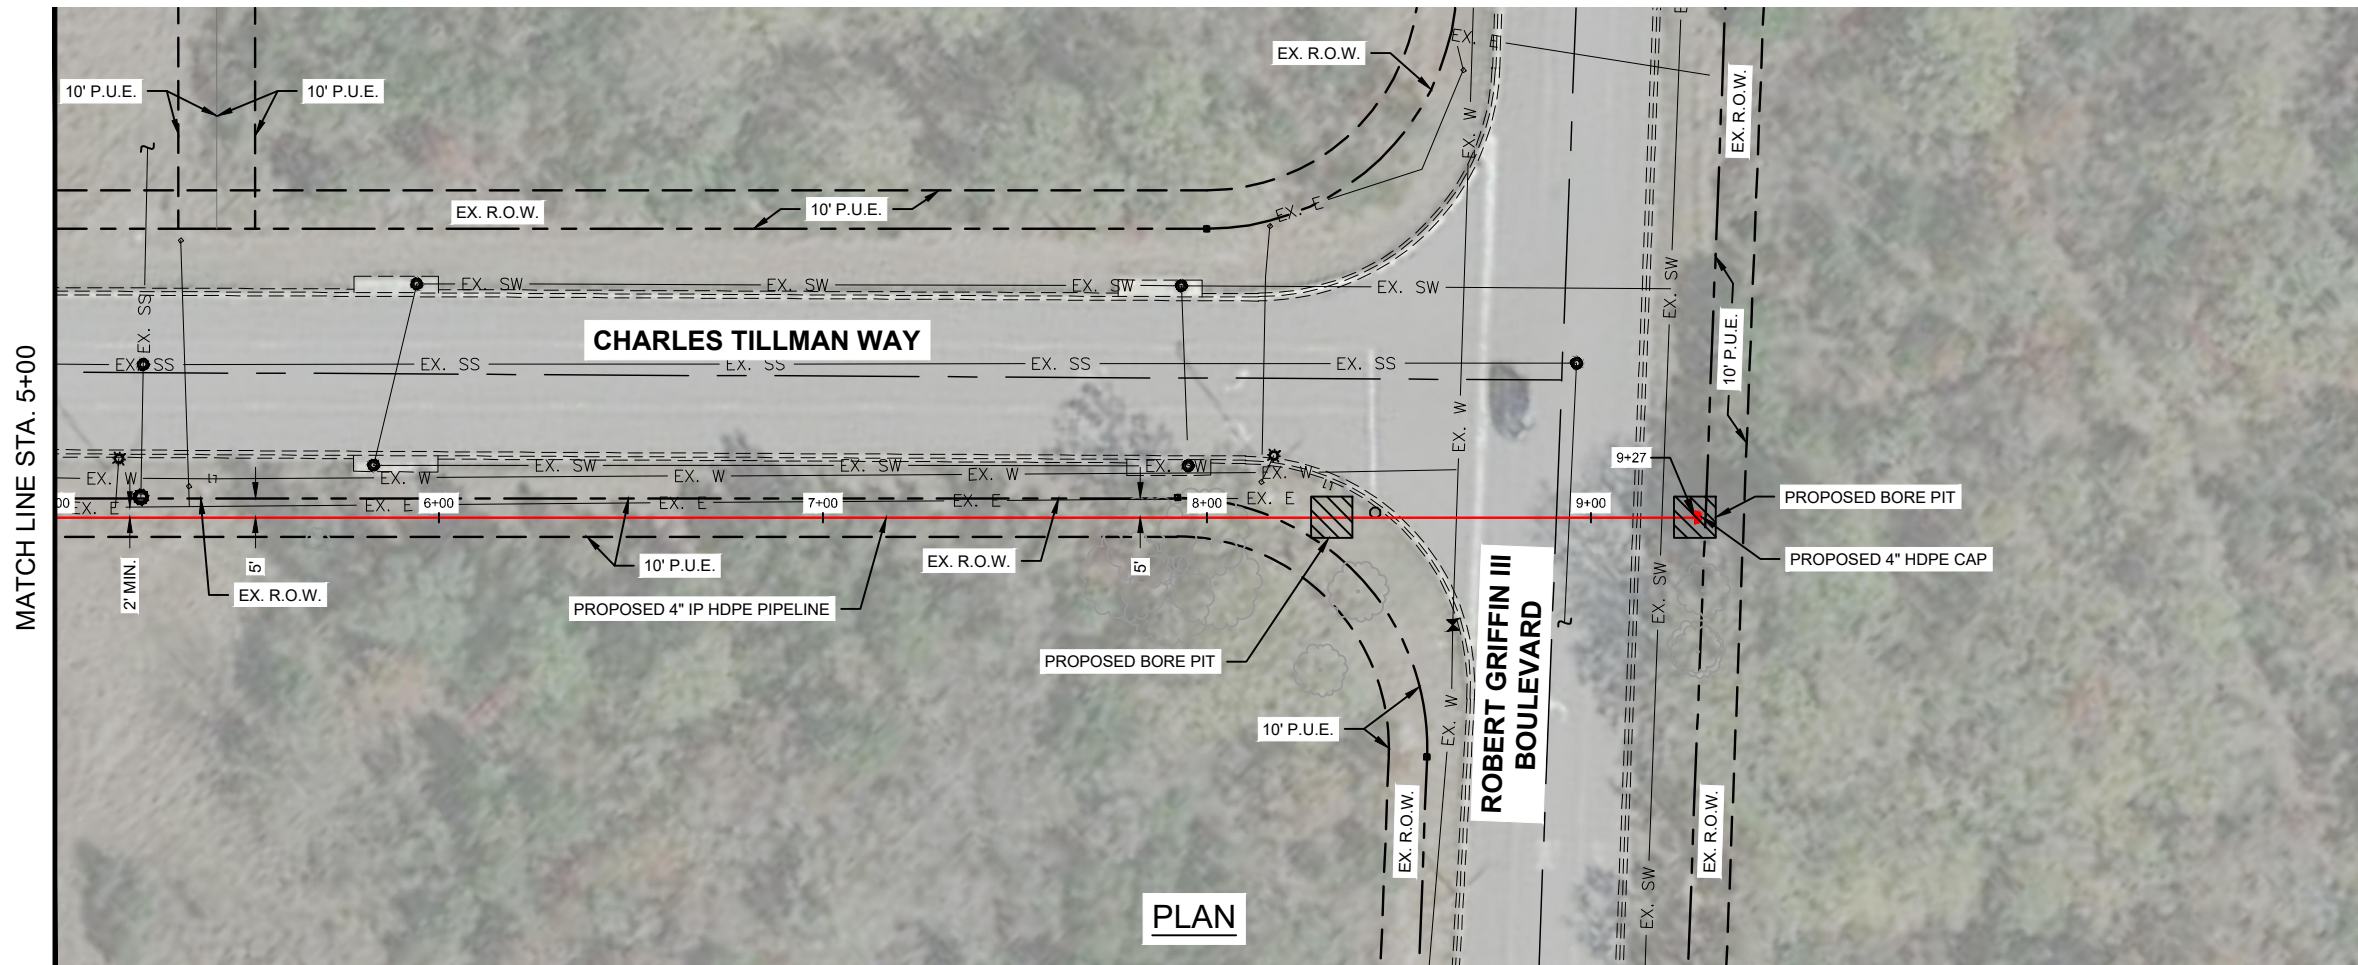 MATCH LINE STA. 5+00
10' P.U.E.
10' P.U.E.
EX. R.O.W.
EX. E
EX. R.O.W.
EX. W
EX. W
EX. R.O.W.
10' P.U.E.
EX. E
EX. SS
EX. SW
EX. SW
EX. SW
EX. SW
EX. SW
CHARLES TILLMAN WAY
10' P.U.E.
EX. SS
EX. SS
EX. SS
EX. SS
EX. SS
EX. W
EX. W
EX. W
EX. SW
EX. W
EX. SW
EX. W
EX. W
EX. W
9+27
00
EX. E
EX. E
6+00
EX. E
7+00
EX. E
8+00
EX. E
9+00
PROPOSED BORE PIT
PROPOSED 4" HDPE CAP
2' MIN.
5'
EX. R.O.W.
10' P.U.E.
PROPOSED 4" IP HDPE PIPELINE
EX. R.O.W.
5'
PROPOSED BORE PIT
10' P.U.E.
EX. W
ROBERT GRIFFIN III
BOULEVARD
EX. SW
EX. R.O.W.
EX. SW
EX. R.O.W.
PLAN